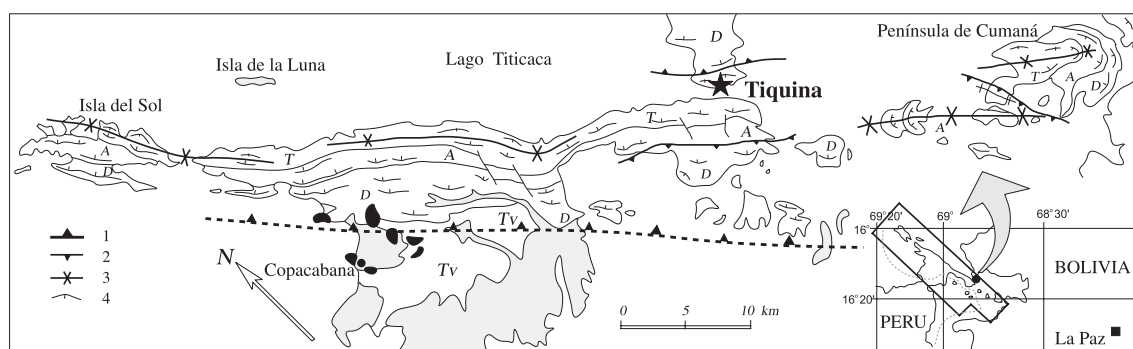 Península de Cumaná
Lago Titicaca
Isla de la Luna
Isla del Sol
Tiquina
D
D
T
A
D
T
A
A
D
T
A
D
A
D
D
D
Tv
Tv
Copacabana
N
1
2
3
4
0 5 10 km
69°20' 69° 68°30'
16°
16°20'
BOLIVIA
PERU
La Paz